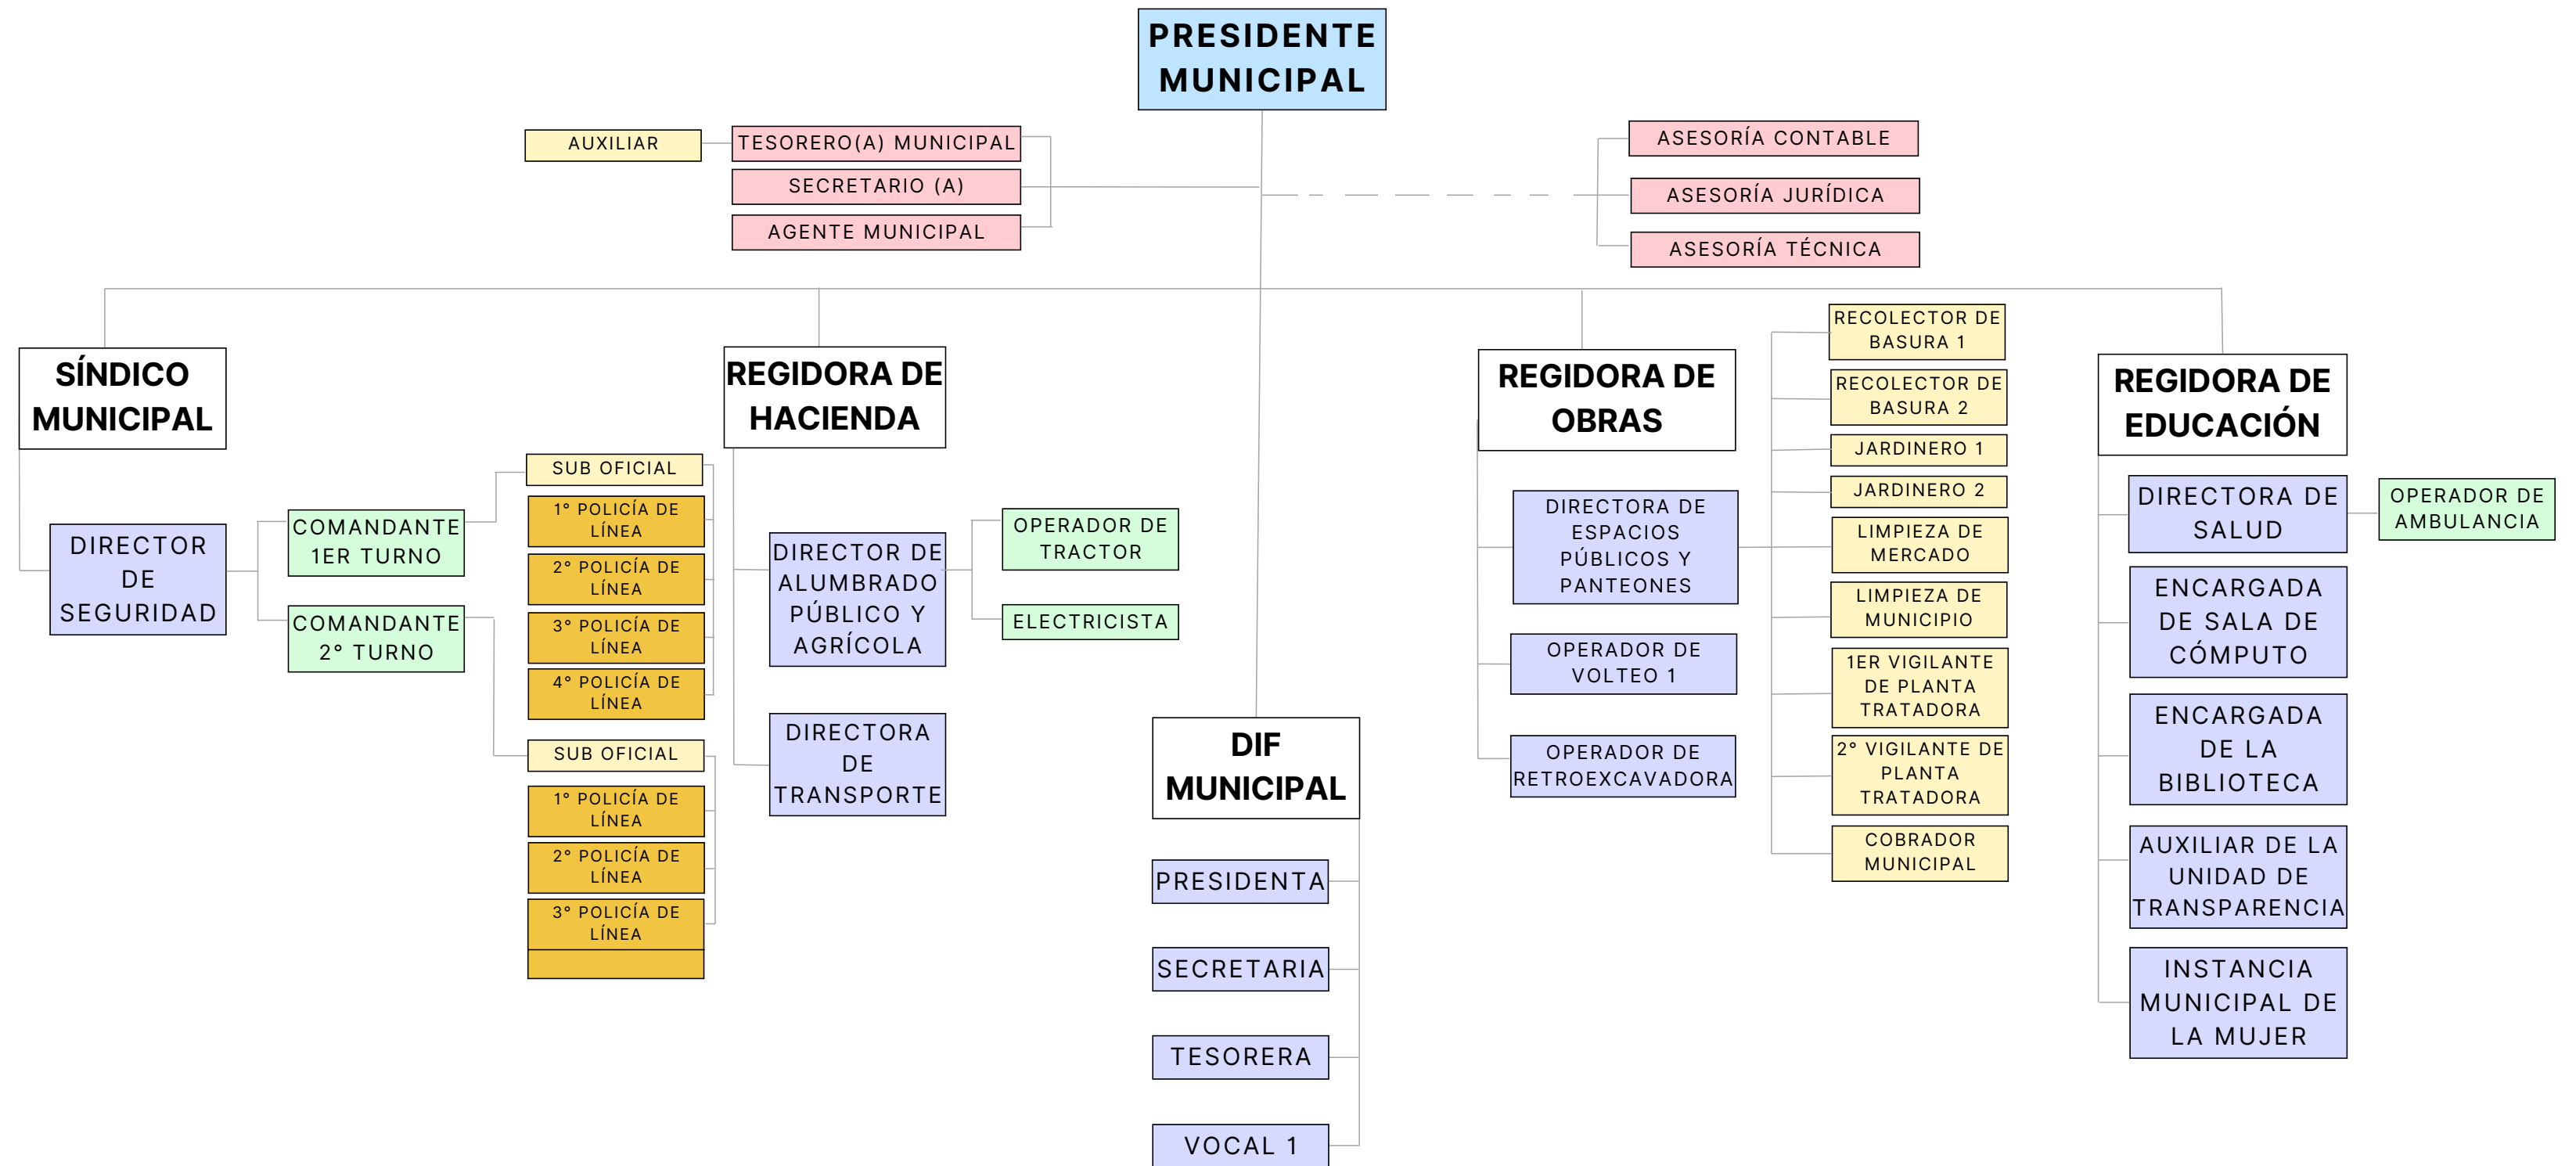 PRESIDENTE
MUNICIPAL
AUXILIAR
TESORERO(A) MUNICIPAL
SECRETARIO (A)
AGENTE MUNICIPAL
ASESORÍA CONTABLE
ASESORÍA JURÍDICA
ASESORÍA TÉCNICA
SÍNDICO
MUNICIPAL
DIRECTOR
DE
SEGURIDAD
COMANDANTE
1ER TURNO
COMANDANTE
2° TURNO
SUB OFICIAL
1° POLICÍA DE
LÍNEA
2° POLICÍA DE
LÍNEA
3° POLICÍA DE
LÍNEA
4° POLICÍA DE
LÍNEA
SUB OFICIAL
1° POLICÍA DE
LÍNEA
2° POLICÍA DE
LÍNEA
3° POLICÍA DE
LÍNEA
REGIDORA DE
HACIENDA
DIRECTOR DE
ALUMBRADO
PÚBLICO Y
AGRÍCOLA
OPERADOR DE
TRACTOR
ELECTRICISTA
DIRECTORA
DE
TRANSPORTE
DIF
MUNICIPAL
PRESIDENTA
SECRETARIA
TESORERA
VOCAL 1
REGIDORA DE
OBRAS
DIRECTORA DE
ESPACIOS
PÚBLICOS Y
PANTEONES
OPERADOR DE
VOLTEO 1
OPERADOR DE
RETROEXCAVADORA
RECOLECTOR DE
BASURA 1
RECOLECTOR DE
BASURA 2
JARDINERO 1
JARDINERO 2
LIMPIEZA DE
MERCADO
LIMPIEZA DE
MUNICIPIO
1ER VIGILANTE
DE PLANTA
TRATADORA
2° VIGILANTE DE
PLANTA
TRATADORA
COBRADOR
MUNICIPAL
REGIDORA DE
EDUCACIÓN
DIRECTORA DE
SALUD
OPERADOR DE
AMBULANCIA
ENCARGADA
DE SALA DE
CÓMPUTO
ENCARGADA
DE LA
BIBLIOTECA
AUXILIAR DE LA
UNIDAD DE
TRANSPARENCIA
INSTANCIA
MUNICIPAL DE
LA MUJER